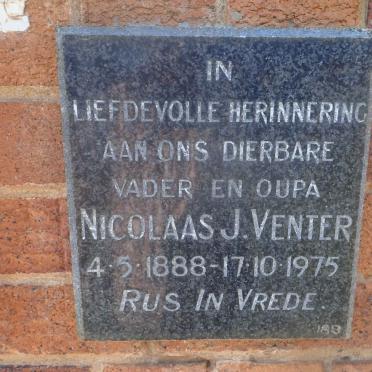 IN
LIEFDEVOLLE HERINNERING
AAN ONS DIERBARE
VADER EN OUPA
NICOLAAS J. VENTER
4·5·1888-17·10·1975
RUS IN VREDE.